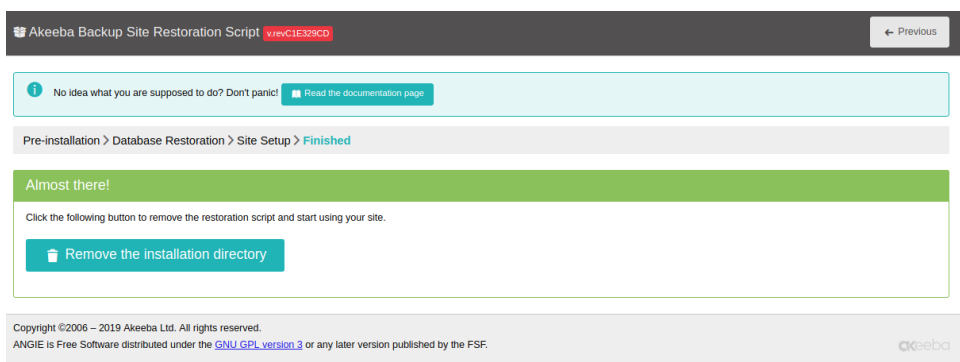 Akeeba Backup Site Restoration Script v.revC1E329CD
← Previous
No idea what you are supposed to do? Don't panic! Read the documentation page
Pre-installation > Database Restoration > Site Setup > Finished
Almost there!
Click the following button to remove the restoration script and start using your site.
Remove the installation directory
Copyright ©2006 – 2019 Akeeba Ltd. All rights reserved.
ANGIE is Free Software distributed under the GNU GPL version 3 or any later version published by the FSF.
akeeba